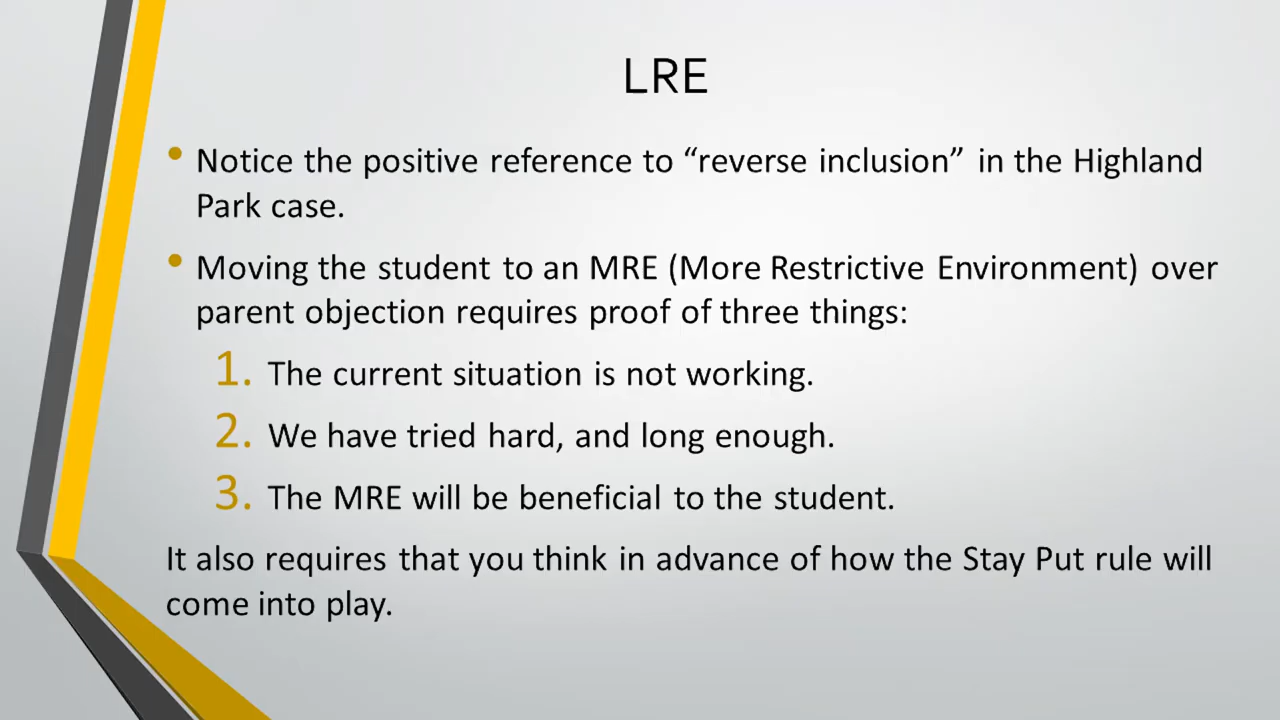 LRE
• Notice the positive reference to “reverse inclusion” in the Highland
Park case.
• Moving the student to an MRE (More Restrictive Environment) over
parent objection requires proof of three things:
1. The current situation is not working.
2. We have tried hard, and long enough.
3. The MRE will be beneficial to the student.
It also requires that you think in advance of how the Stay Put rule will
come into play.